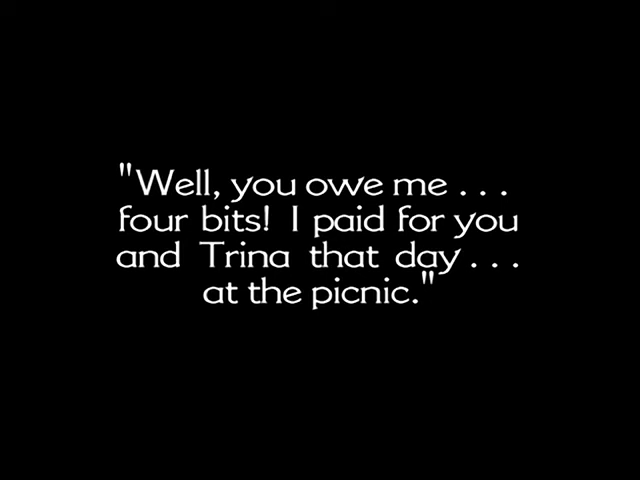 "Well, you owe me . . .
four bits!  I paid for you
and Trina that day . . .
at the picnic."